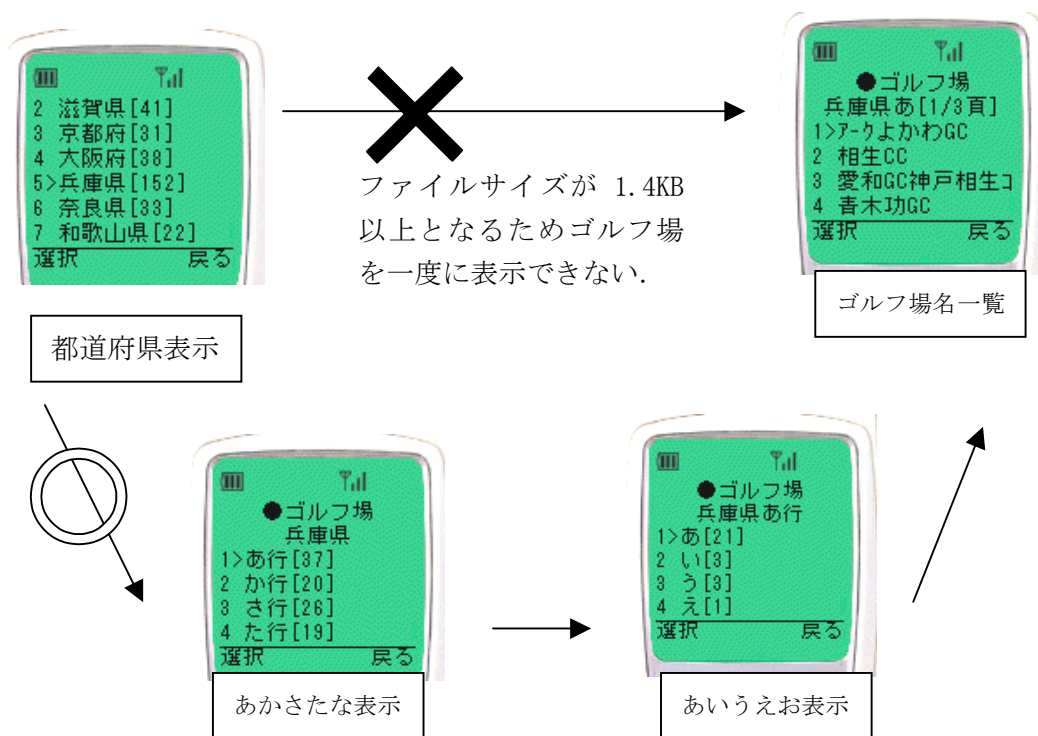 2 滋賀県[41]
3 京都府[31]
4 大阪府[38]
5>兵庫県[152]
6 奈良県[33]
7 和歌山県[22]
選択 戻る
都道府県表示
ファイルサイズが 1.4KB
以上となるためゴルフ場
を一度に表示できない.
●ゴルフ場
兵庫県あ[1/3頁]
1>ｱｰｸよかわGC
2 相生CC
3 愛和GC神戸相生コ
4 青木功GC
選択 戻る
ゴルフ場名一覧
●ゴルフ場
兵庫県
1>あ行[37]
2 か行[20]
3 さ行[26]
4 た行[19]
選択 戻る
あかさたな表示
●ゴルフ場
兵庫県あ行
1>あ[21]
2 い[3]
3 う[3]
4 え[1]
選択 戻る
あいうえお表示